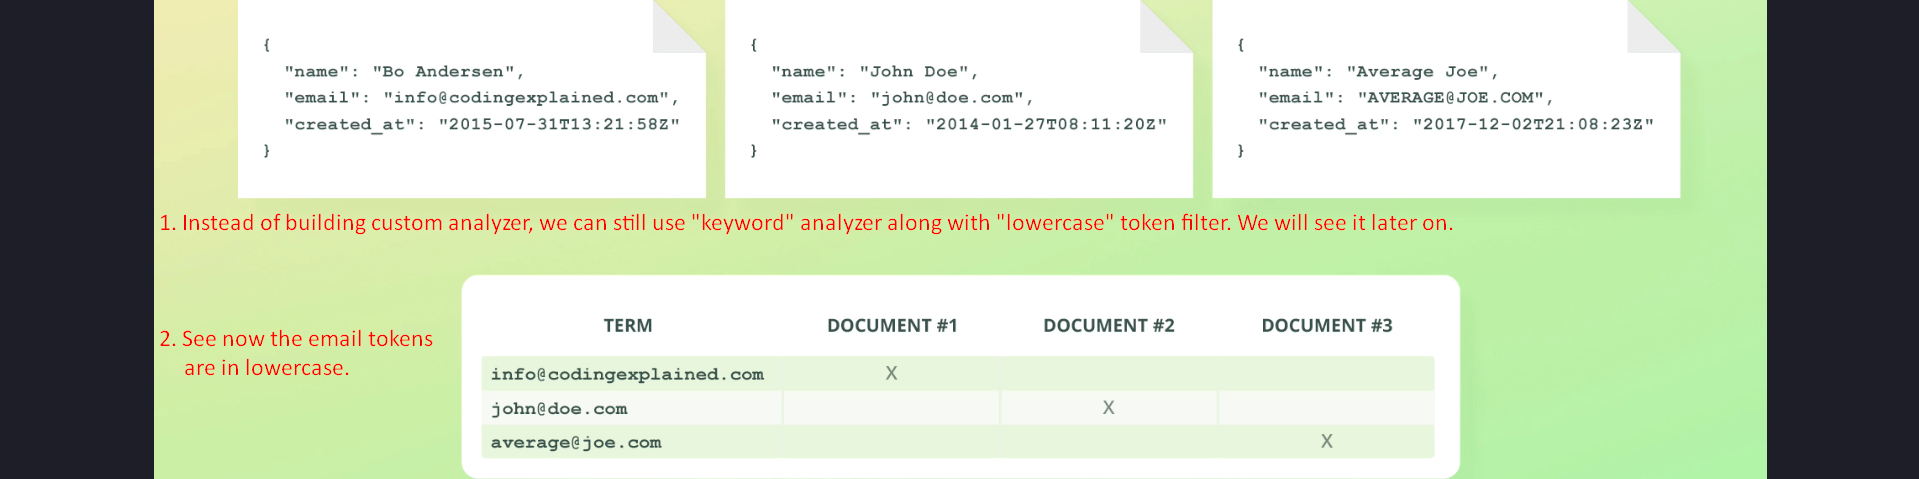 {
"name": "Bo Andersen",
"email": "info@codingexplained.com",
"created_at": "2015-07-31T13:21:58Z"
}
{
"name": "John Doe",
"email": "john@doe.com",
"created_at": "2014-01-27T08:11:20Z"
}
{
"name": "Average Joe",
"email": "AVERAGE@JOE.COM",
"created_at": "2017-12-02T21:08:23Z"
}
1. Instead of building custom analyzer, we can still use "keyword" analyzer along with "lowercase" token filter. We will see it later on.
2. See now the email tokens
are in lowercase.
TERM DOCUMENT #1 DOCUMENT #2 DOCUMENT #3
info@codingexplained.com X
john@doe.com X
average@joe.com X